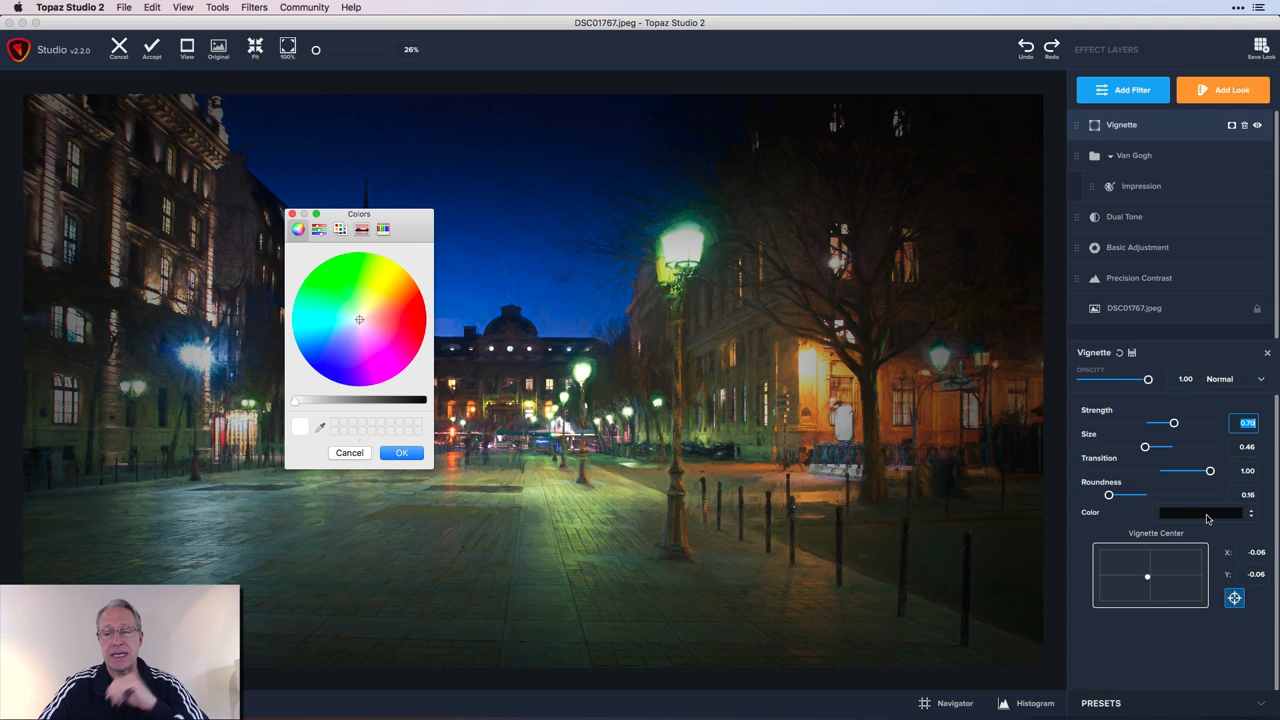 Topaz Studio 2 File Edit View Tools Filters Community Help
DSC01767.jpeg - Topaz Studio 2
Studio v2.2.0
Cancel Accept View Original Fit 100% 26% Undo Redo
EFFECT LAYERS
Save Look
Add Filter Add Look
Vignette
Van Gogh
Impression
Dual Tone
Basic Adjustment
Precision Contrast
DSC01767.jpeg
Colors
Cancel OK
Vignette
OPACITY 1.00 Normal
Strength 0.70
Size 0.46
Transition 1.00
Roundness 0.16
Color
Vignette Center
X: -0.06
Y: -0.06
Navigator Histogram
PRESETS